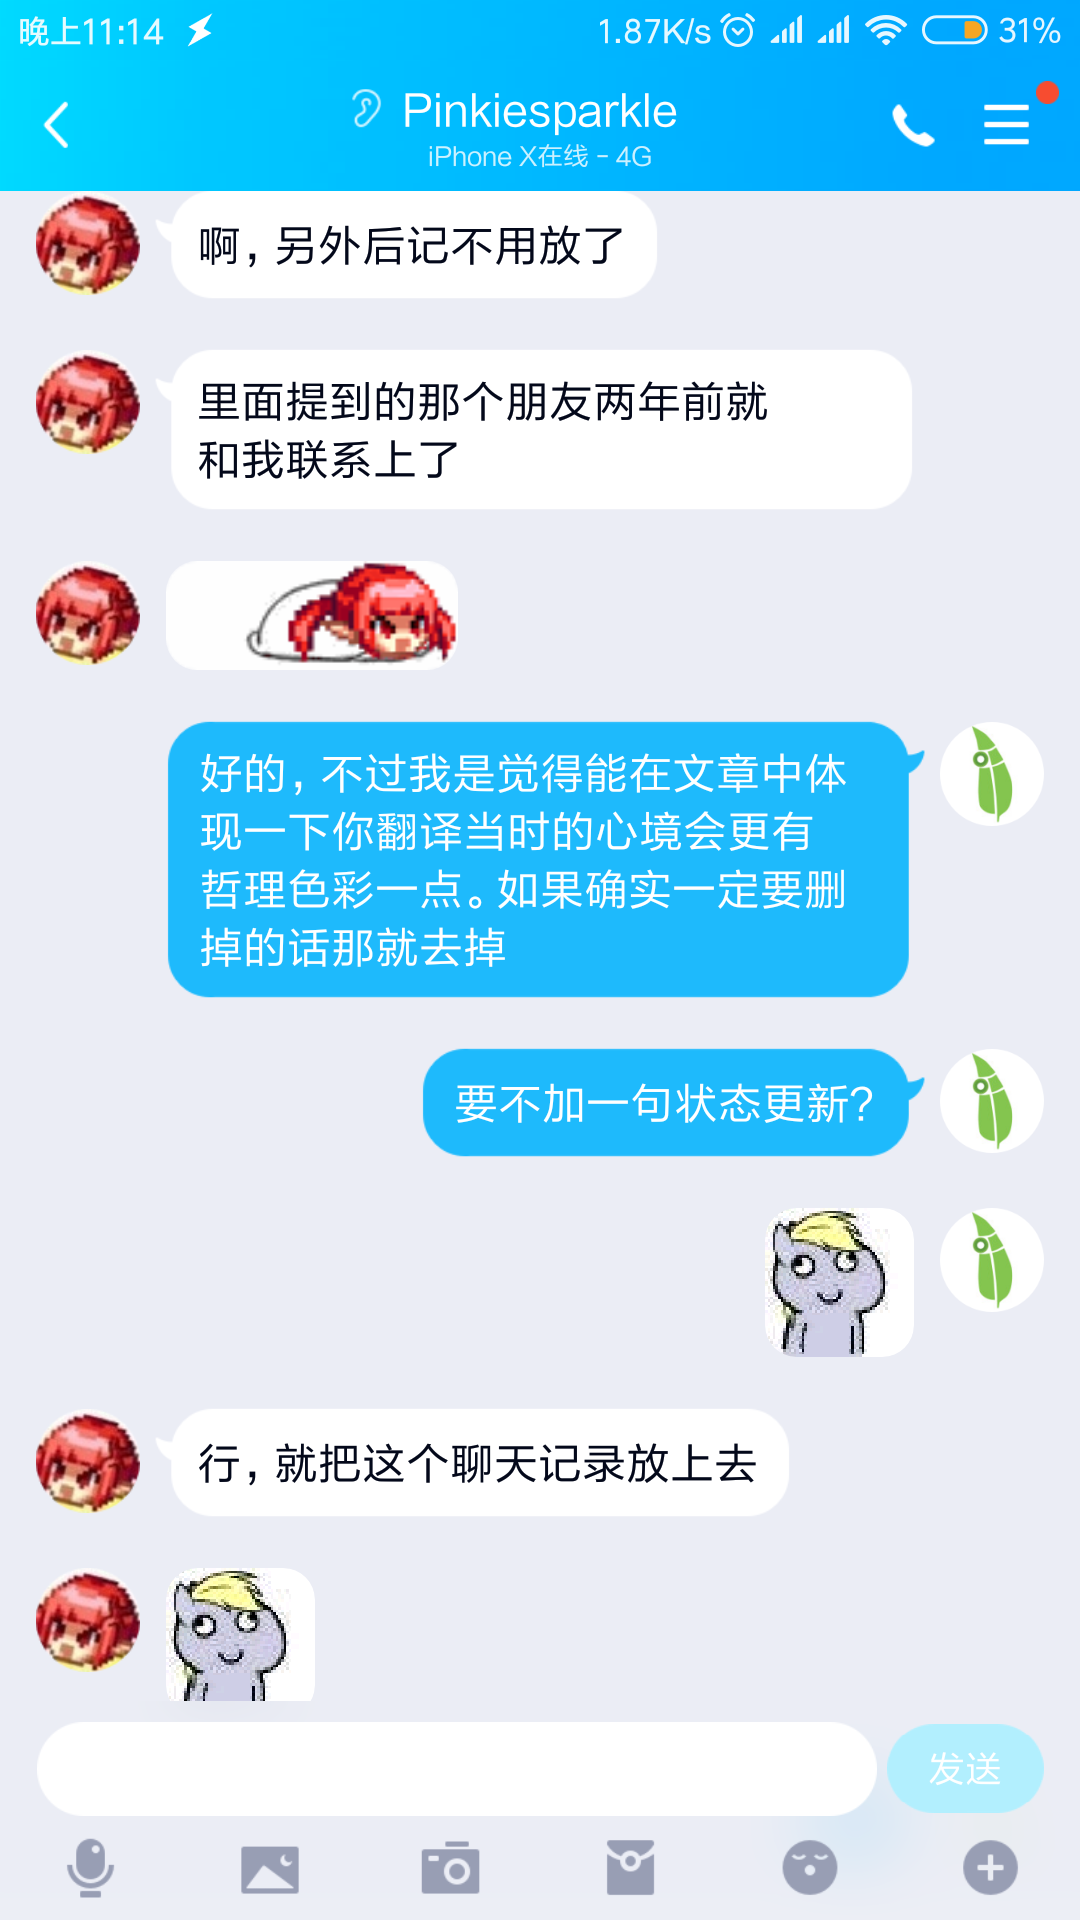 晚上11:14 1.87K/s 31%
Pinkiesparkle
iPhone X在线 - 4G
啊，另外后记不用放了
里面提到的那个朋友两年前就
和我联系上了
好的，不过我是觉得能在文章中体
现一下你翻译当时的心境会更有
哲理色彩一点。如果确实一定要删
掉的话那就去掉
要不加一句状态更新？
行，就把这个聊天记录放上去
发送